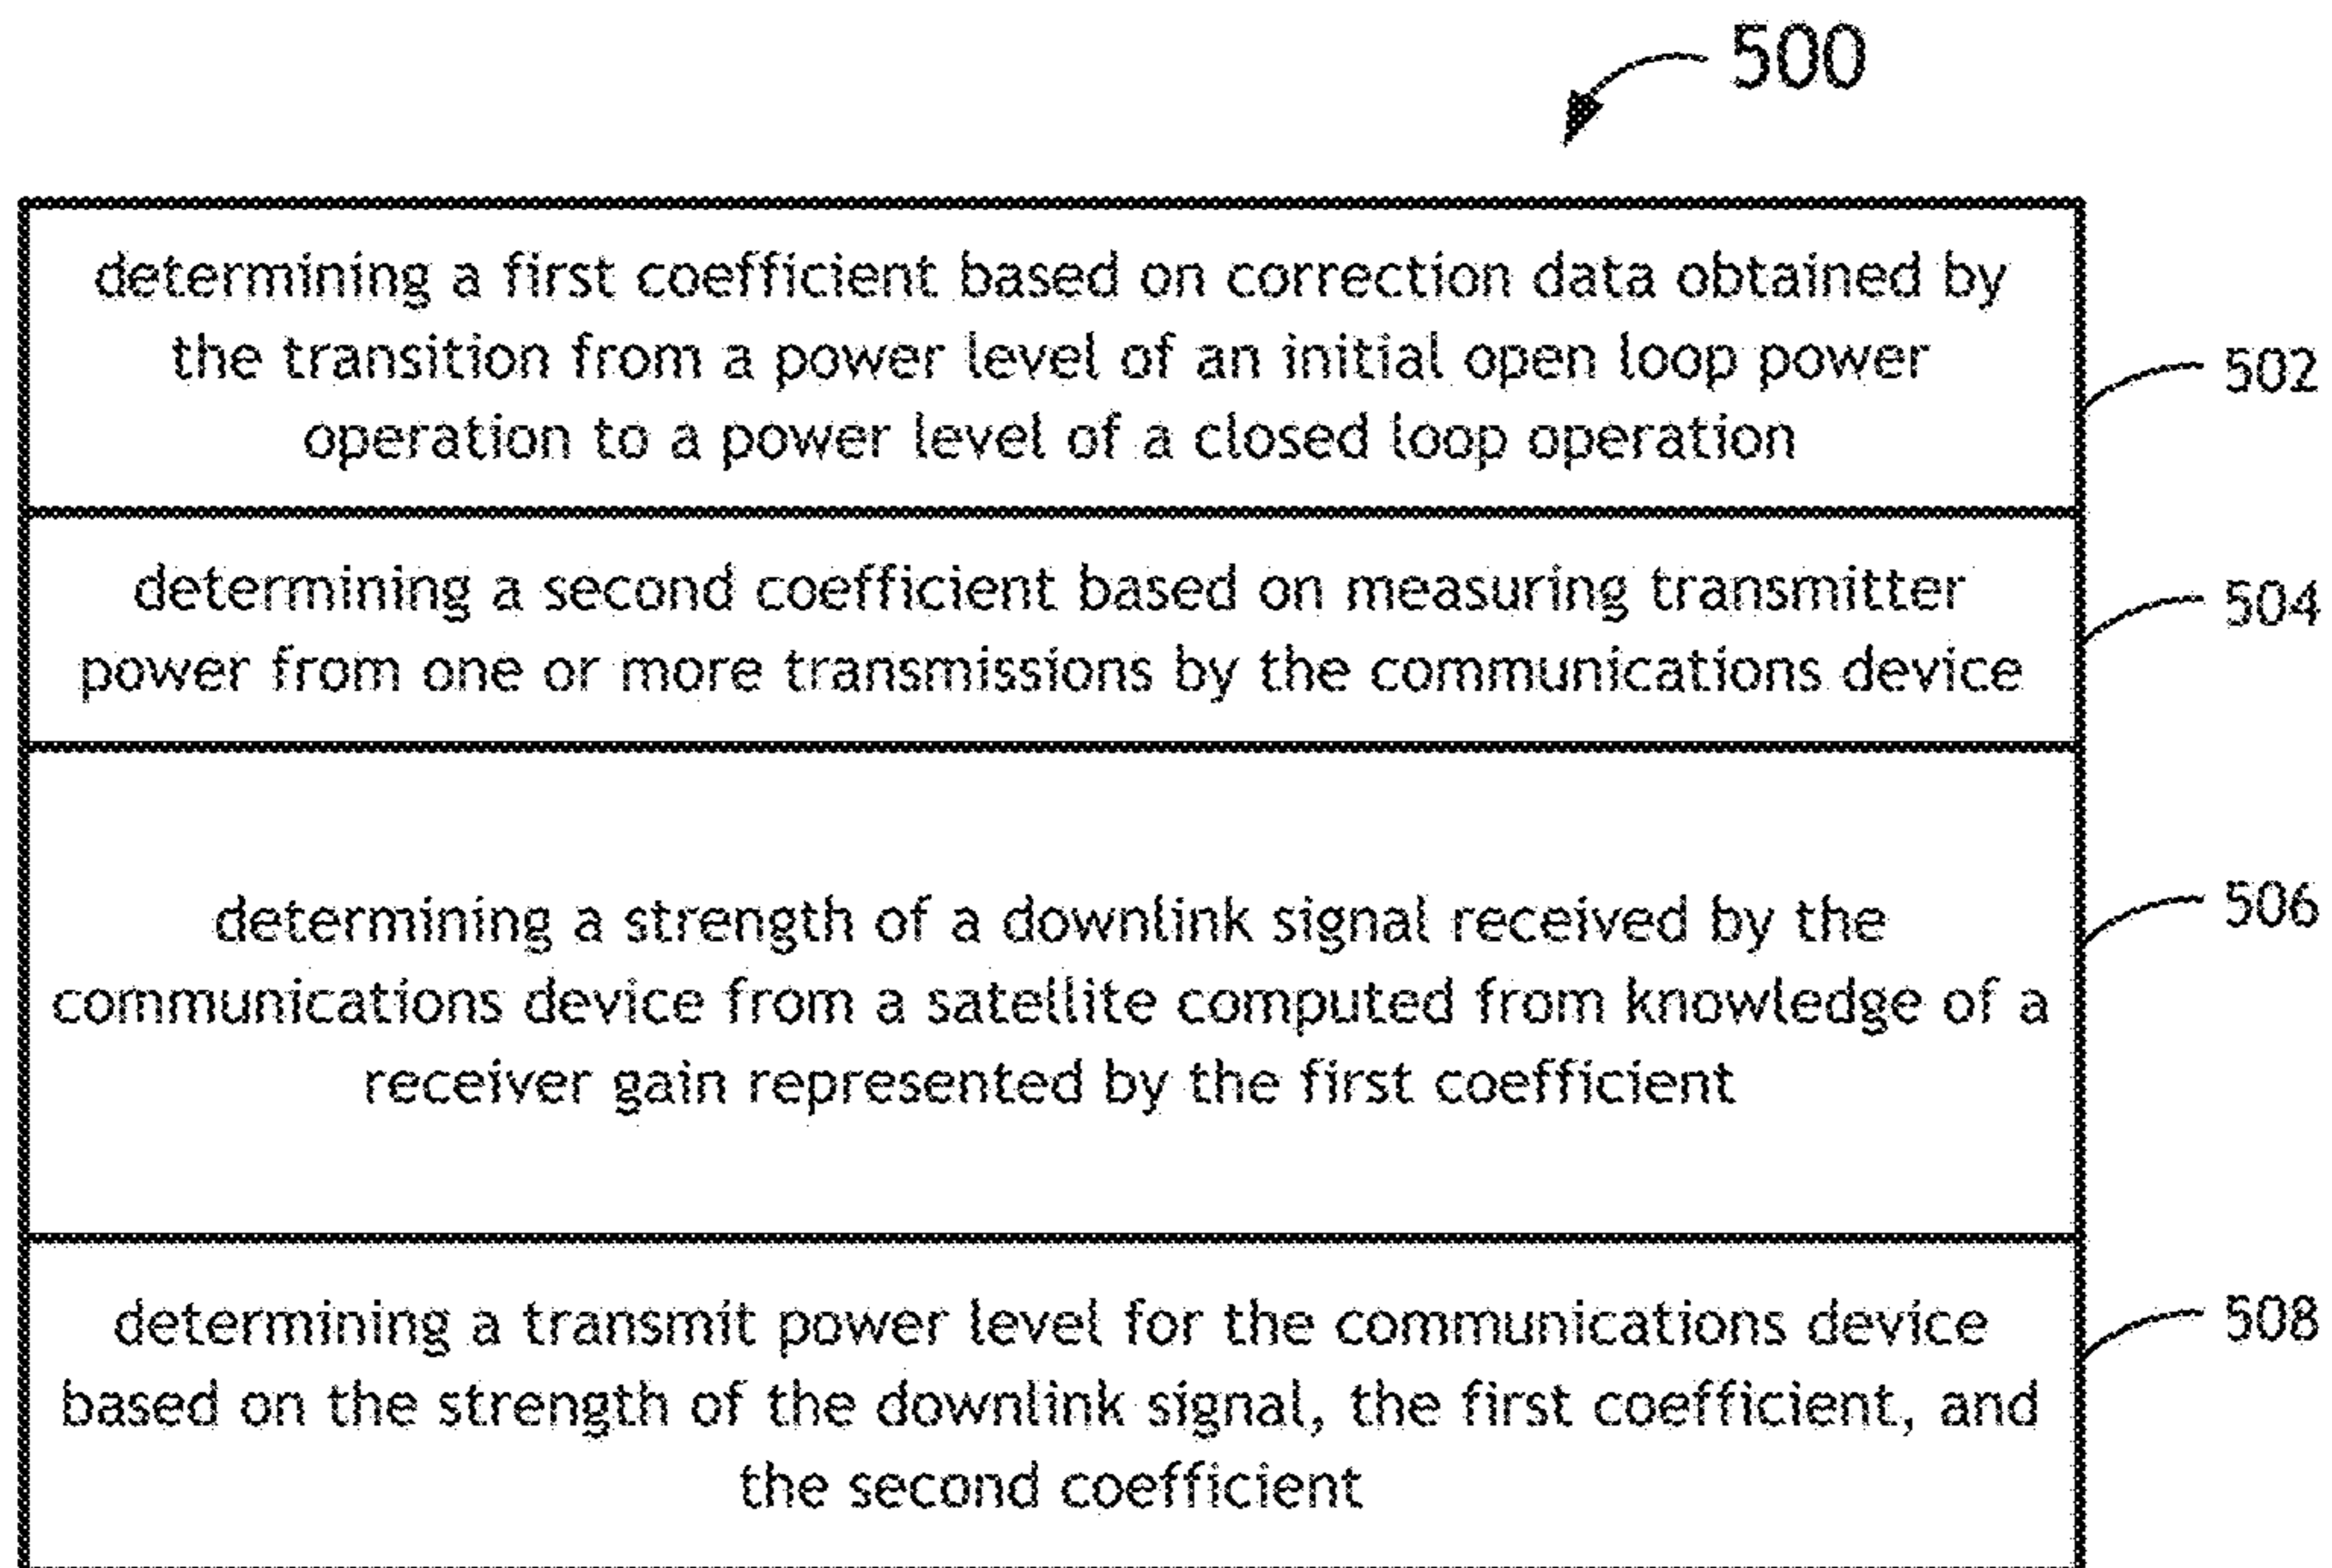 500
determining a first coefficient based on correction data obtained by
the transition from a power level of an initial open loop power
operation to a power level of a closed loop operation
502
determining a second coefficient based on measuring transmitter
power from one or more transmissions by the communications device
504
determining a strength of a downlink signal received by the
communications device from a satellite computed from knowledge of a
receiver gain represented by the first coefficient
506
determining a transmit power level for the communications device
based on the strength of the downlink signal, the first coefficient, and
the second coefficient
508